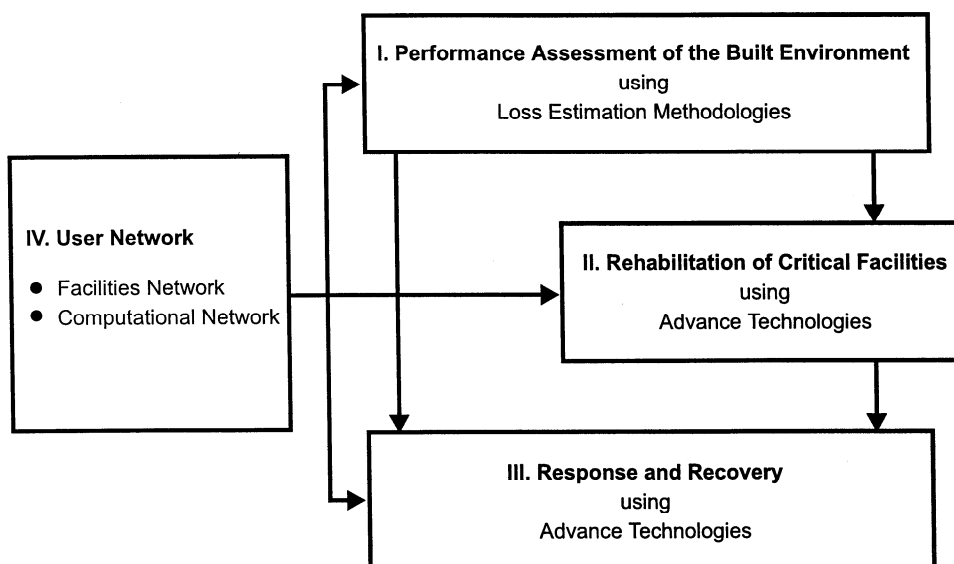 I. Performance Assessment of the Built Environment
using
Loss Estimation Methodologies
IV. User Network
● Facilities Network
● Computational Network
II. Rehabilitation of Critical Facilities
using
Advance Technologies
III. Response and Recovery
using
Advance Technologies